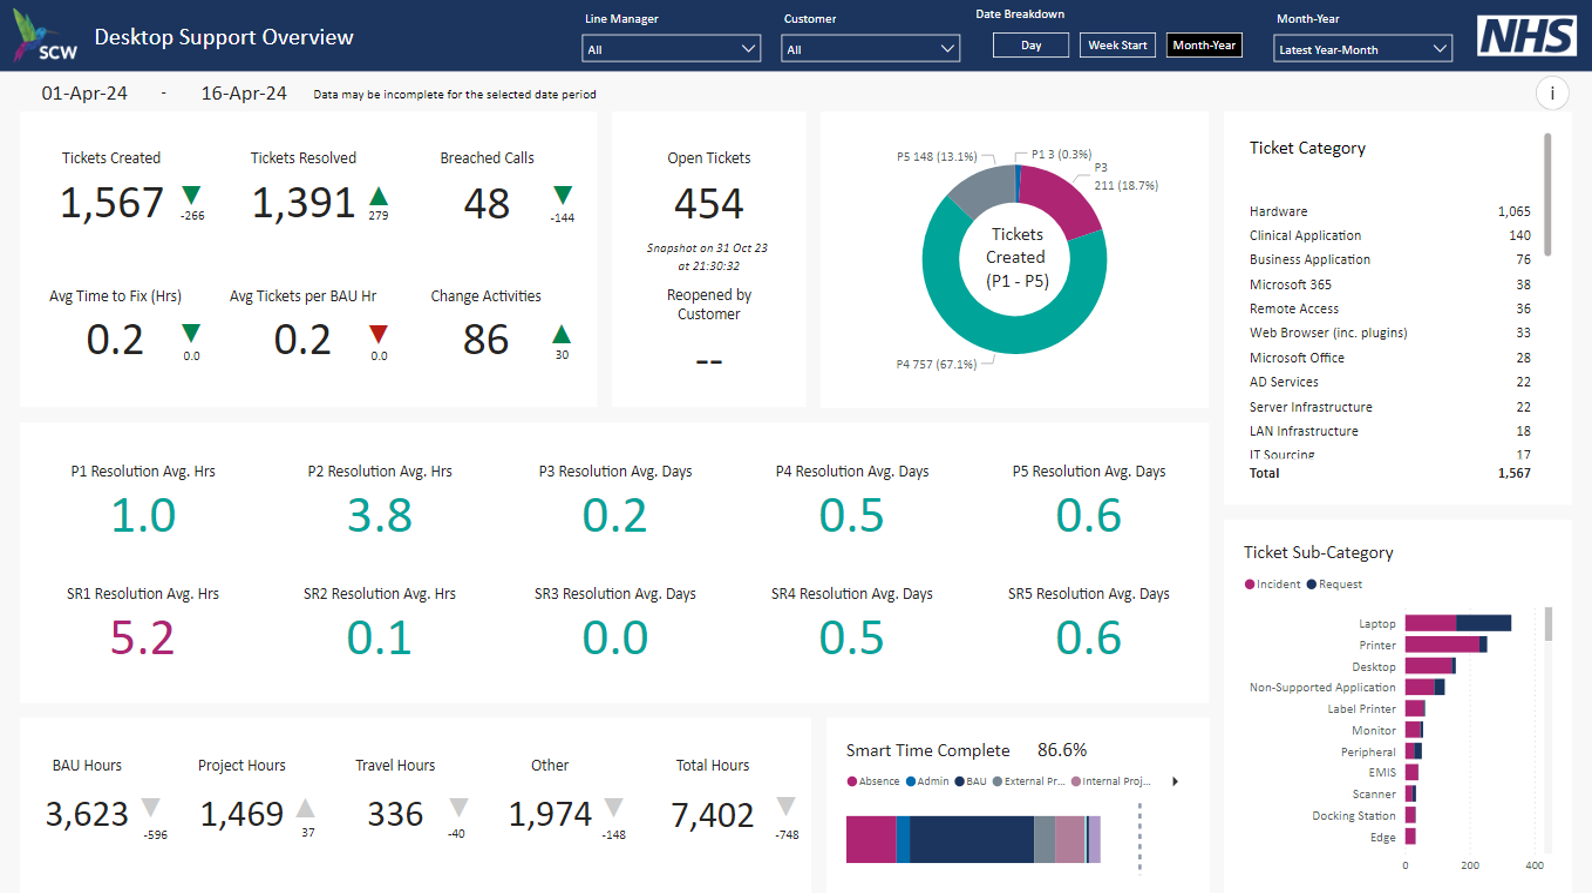 SCW
Desktop Support Overview
Line Manager
All
Customer
All
Date Breakdown
Day
Week Start
Month-Year
Month-Year
Latest Year-Month
NHS
01-Apr-24 - 16-Apr-24 Data may be incomplete for the selected date period
i
Tickets Created
1,567
-266
Tickets Resolved
1,391
279
Breached Calls
48
-144
Avg Time to Fix (Hrs)
0.2
0.0
Avg Tickets per BAU Hr
0.2
0.0
Change Activities
86
30
Open Tickets
454
Snapshot on 31 Oct 23
at 21:30:32
Reopened by
Customer
--
P5 148 (13.1%)
P1 3 (0.3%)
P3
211 (18.7%)
Tickets
Created
(P1 - P5)
P4 757 (67.1%)
Ticket Category
Hardware 1,065
Clinical Application 140
Business Application 76
Microsoft 365 38
Remote Access 36
Web Browser (inc. plugins) 33
Microsoft Office 28
AD Services 22
Server Infrastructure 22
LAN Infrastructure 18
IT Sourcing 17
Total 1,567
P1 Resolution Avg. Hrs
1.0
P2 Resolution Avg. Hrs
3.8
P3 Resolution Avg. Days
0.2
P4 Resolution Avg. Days
0.5
P5 Resolution Avg. Days
0.6
SR1 Resolution Avg. Hrs
5.2
SR2 Resolution Avg. Hrs
0.1
SR3 Resolution Avg. Days
0.0
SR4 Resolution Avg. Days
0.5
SR5 Resolution Avg. Days
0.6
Ticket Sub-Category
Incident Request
Laptop
Printer
Desktop
Non-Supported Application
Label Printer
Monitor
Peripheral
EMIS
Scanner
Docking Station
Edge
0 200 400
BAU Hours
3,623
-596
Project Hours
1,469
37
Travel Hours
336
-40
Other
1,974
-148
Total Hours
7,402
-748
Smart Time Complete 86.6%
Absence Admin BAU External Pr... Internal Proj...